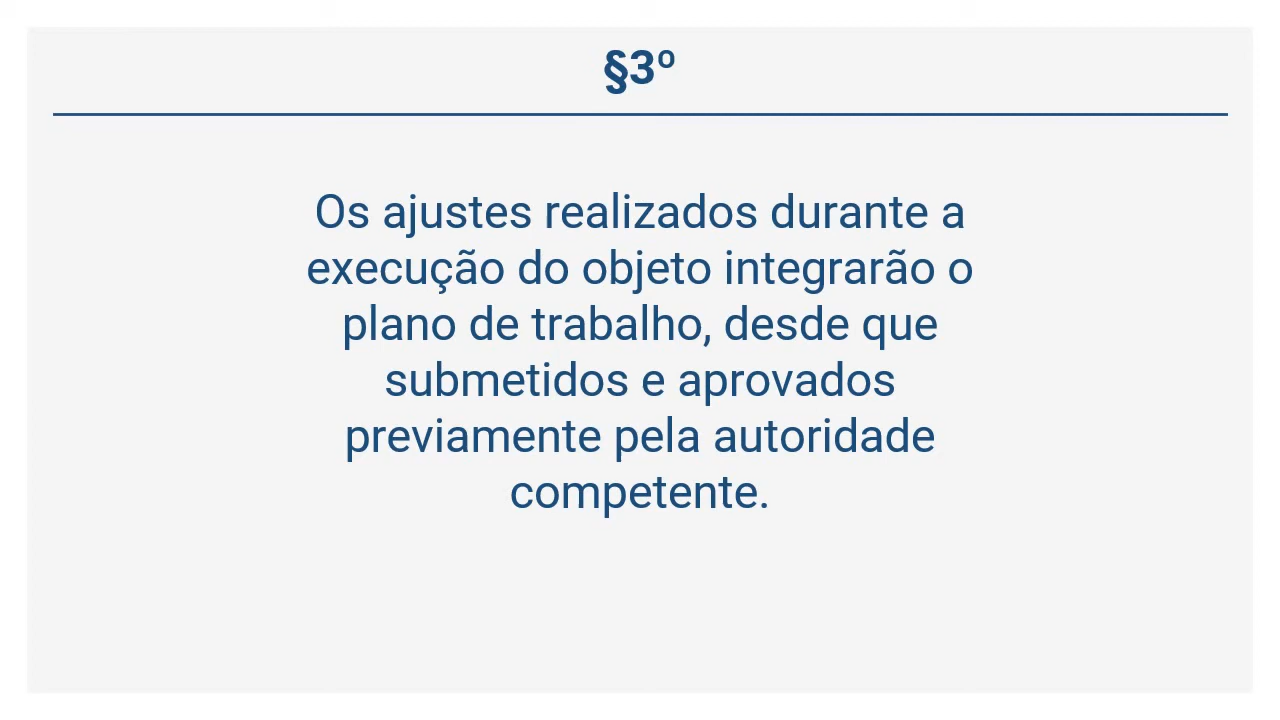 §3º
Os ajustes realizados durante a
execução do objeto integrarão o
plano de trabalho, desde que
submetidos e aprovados
previamente pela autoridade
competente.